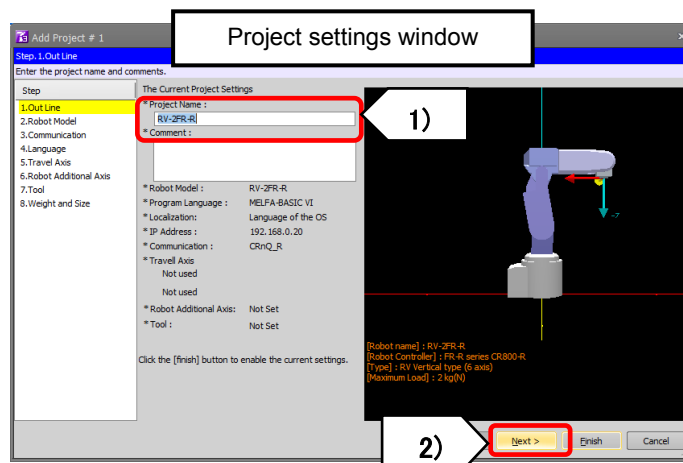 Project settings window
Add Project # 1
Step. 1.Out Line
Enter the project name and comments.
Step
1.Out Line
2.Robot Model
3.Communication
4.Language
5.Travel Axis
6.Robot Additional Axis
7.Tool
8.Weight and Size
The Current Project Settings
* Project Name :
RV-2FR-R
1)
* Comment :
* Robot Model : RV-2FR-R
* Program Language : MELFA-BASIC VI
* Localization: Language of the OS
* IP Address : 192.168.0.20
* Communication : CRnQ_R
* Travell Axis
Not used
Not used
* Robot Additional Axis: Not Set
* Tool : Not Set
Click the [finish] button to enable the current settings.
-7
[Robot name] : RV-2FR-R
[Robot Controller] : FR-R series CR800-R
[Type] : RV Vertical type (6 axis)
[Maximum Load] : 2 kg(N)
2)
Next > Finish Cancel